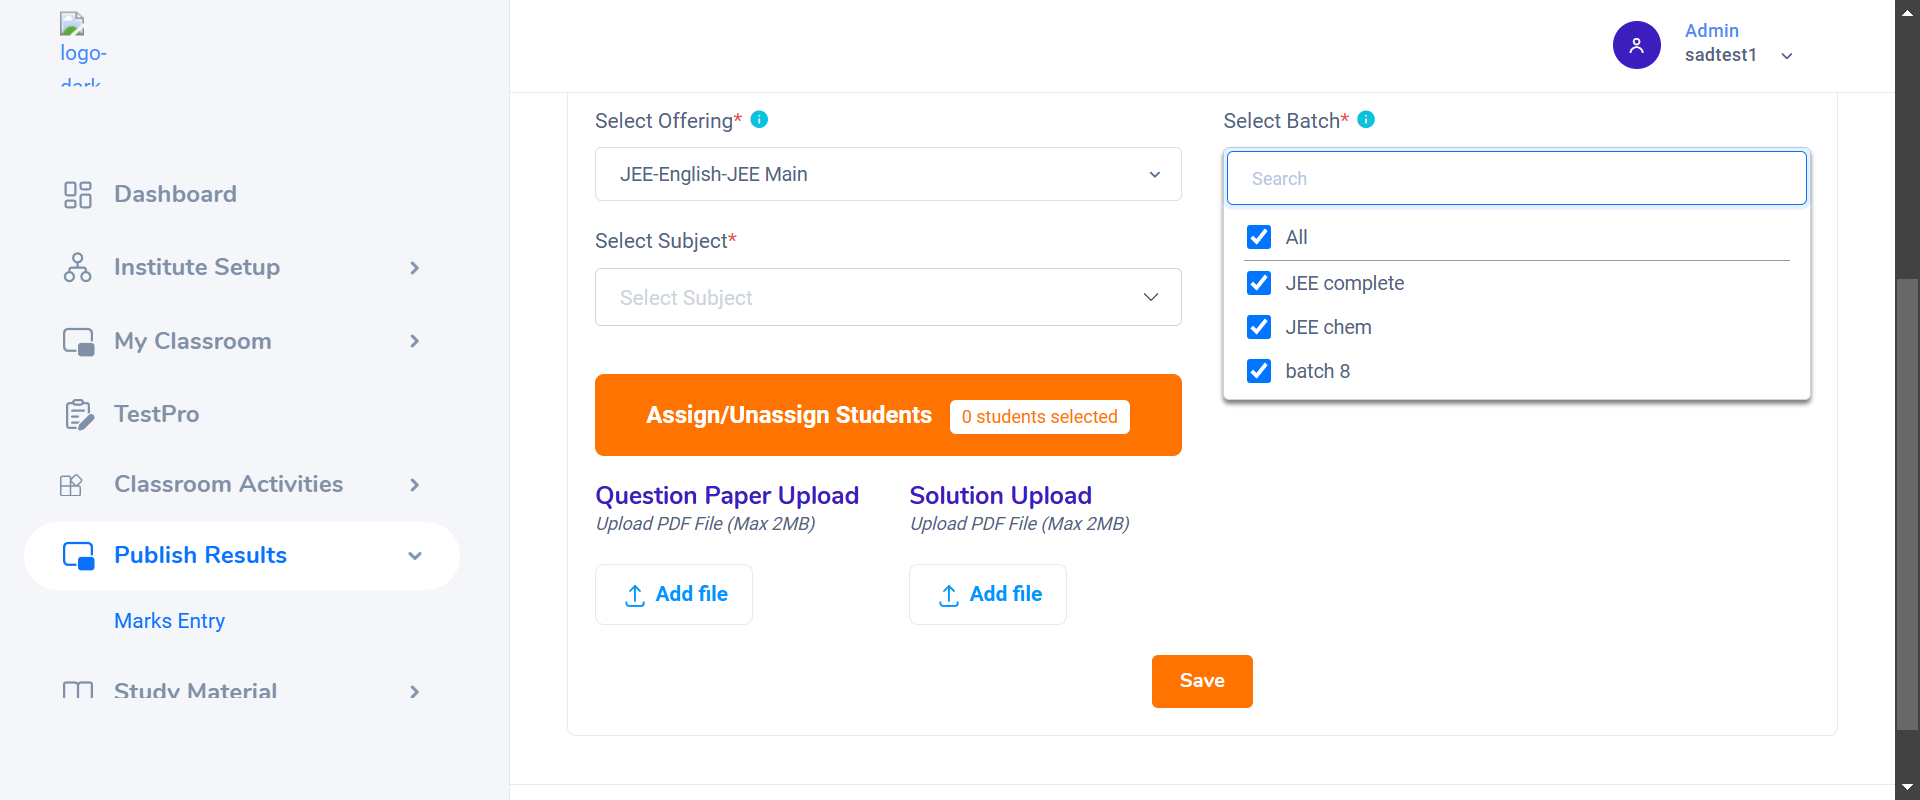 logo-
dark
Dashboard
Institute Setup
My Classroom
TestPro
Classroom Activities
Publish Results
Marks Entry
Study Material
Admin
sadtest1
Select Offering*
JEE-English-JEE Main
Select Subject*
Select Subject
Select Batch*
Search
All
JEE complete
JEE chem
batch 8
Assign/Unassign Students 0 students selected
Question Paper Upload
Upload PDF File (Max 2MB)
Add file
Solution Upload
Upload PDF File (Max 2MB)
Add file
Save